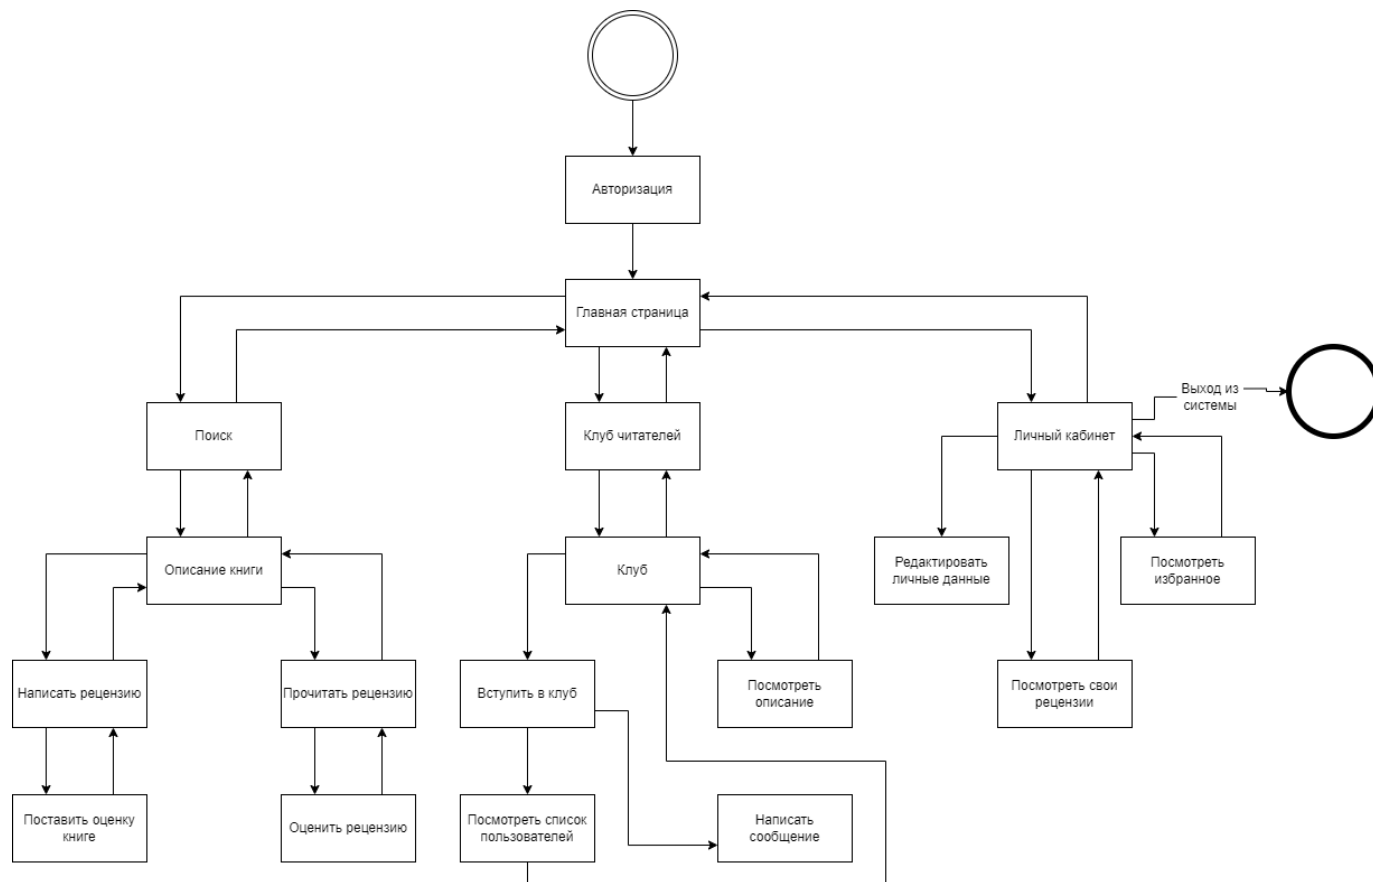 Авторизация
Главная страница
Выход из
системы
Поиск
Клуб читателей
Личный кабинет
Описание книги
Клуб
Редактировать
личные данные
Посмотреть
избранное
Написать рецензию
Прочитать рецензию
Вступить в клуб
Посмотреть
описание
Посмотреть свои
рецензии
Поставить оценку
книге
Оценить рецензию
Посмотреть список
пользователей
Написать
сообщение